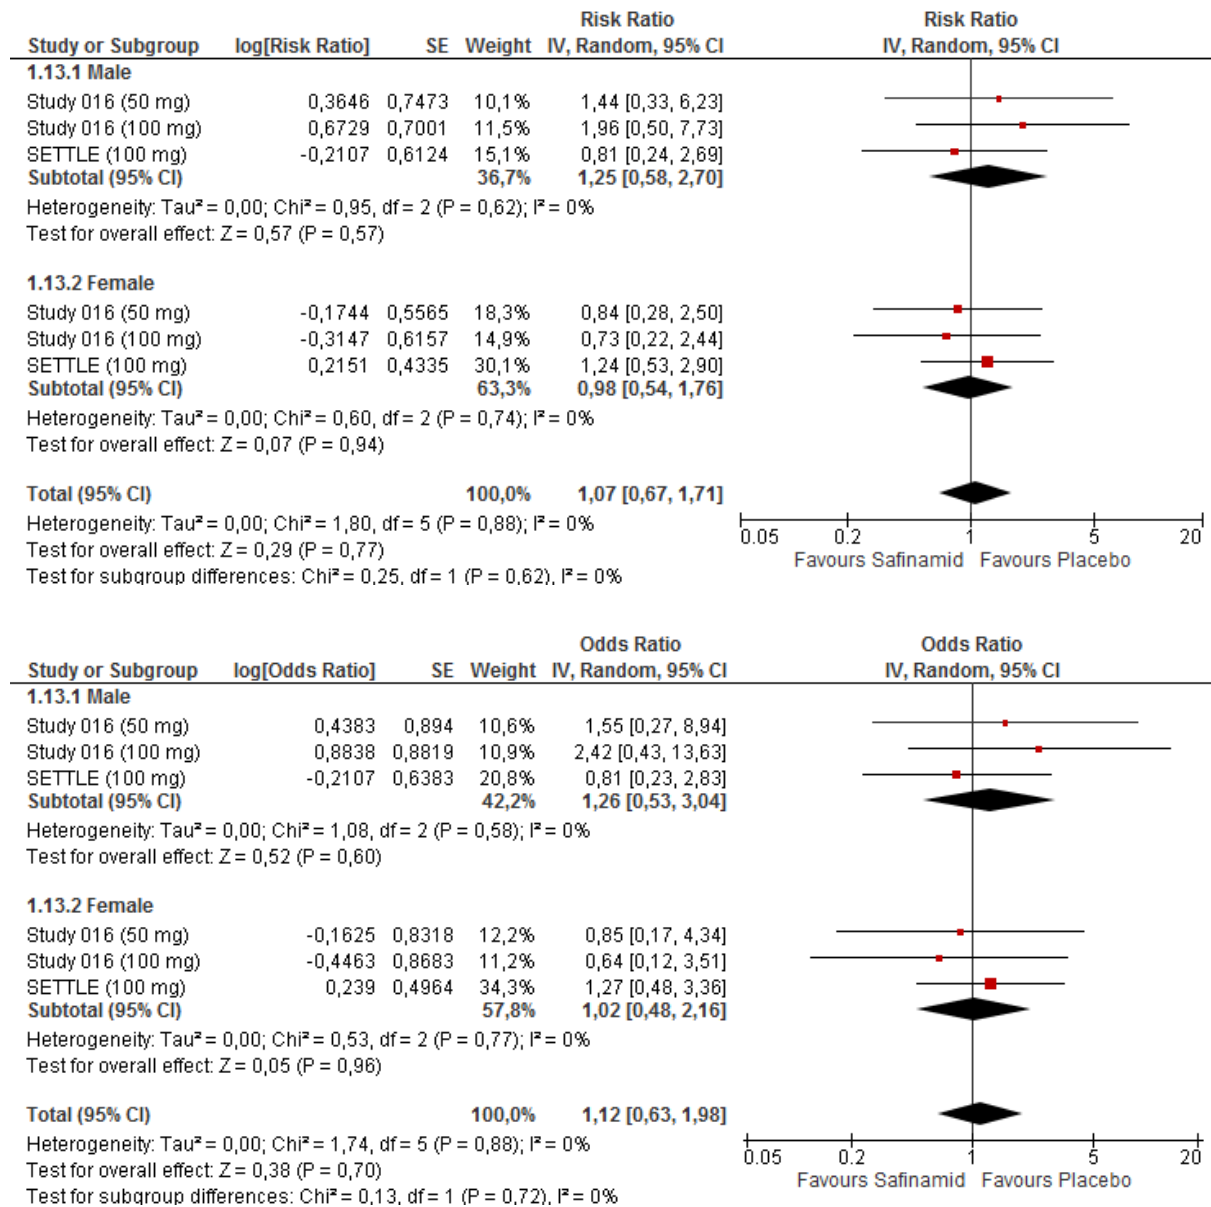 Risk Ratio Risk Ratio
Study or Subgroup log[Risk Ratio] SE Weight IV, Random, 95% CI IV, Random, 95% CI
1.13.1 Male
Study 016 (50 mg) 0,3646 0,7473 10,1% 1,44 [0,33, 6,23]
Study 016 (100 mg) 0,6729 0,7001 11,5% 1,96 [0,50, 7,73]
SETTLE (100 mg) -0,2107 0,6124 15,1% 0,81 [0,24, 2,69]
Subtotal (95% CI) 36,7% 1,25 [0,58, 2,70]
Heterogeneity: Tau² = 0,00; Chi² = 0,95, df = 2 (P = 0,62); I² = 0%
Test for overall effect: Z = 0,57 (P = 0,57)
1.13.2 Female
Study 016 (50 mg) -0,1744 0,5565 18,3% 0,84 [0,28, 2,50]
Study 016 (100 mg) -0,3147 0,6157 14,9% 0,73 [0,22, 2,44]
SETTLE (100 mg) 0,2151 0,4335 30,1% 1,24 [0,53, 2,90]
Subtotal (95% CI) 63,3% 0,98 [0,54, 1,76]
Heterogeneity: Tau² = 0,00; Chi² = 0,60, df = 2 (P = 0,74); I² = 0%
Test for overall effect: Z = 0,07 (P = 0,94)
Total (95% CI) 100,0% 1,07 [0,67, 1,71]
Heterogeneity: Tau² = 0,00; Chi² = 1,80, df = 5 (P = 0,88); I² = 0%
Test for overall effect: Z = 0,29 (P = 0,77)
Test for subgroup differences: Chi² = 0,25, df = 1 (P = 0,62), I² = 0%
0.05 0.2 1 5 20
Favours Safinamid Favours Placebo
Odds Ratio Odds Ratio
Study or Subgroup log[Odds Ratio] SE Weight IV, Random, 95% CI IV, Random, 95% CI
1.13.1 Male
Study 016 (50 mg) 0,4383 0,894 10,6% 1,55 [0,27, 8,94]
Study 016 (100 mg) 0,8838 0,8819 10,9% 2,42 [0,43, 13,63]
SETTLE (100 mg) -0,2107 0,6383 20,8% 0,81 [0,23, 2,83]
Subtotal (95% CI) 42,2% 1,26 [0,53, 3,04]
Heterogeneity: Tau² = 0,00; Chi² = 1,08, df = 2 (P = 0,58); I² = 0%
Test for overall effect: Z = 0,52 (P = 0,60)
1.13.2 Female
Study 016 (50 mg) -0,1625 0,8318 12,2% 0,85 [0,17, 4,34]
Study 016 (100 mg) -0,4463 0,8683 11,2% 0,64 [0,12, 3,51]
SETTLE (100 mg) 0,239 0,4964 34,3% 1,27 [0,48, 3,36]
Subtotal (95% CI) 57,8% 1,02 [0,48, 2,16]
Heterogeneity: Tau² = 0,00; Chi² = 0,53, df = 2 (P = 0,77); I² = 0%
Test for overall effect: Z = 0,05 (P = 0,96)
Total (95% CI) 100,0% 1,12 [0,63, 1,98]
Heterogeneity: Tau² = 0,00; Chi² = 1,74, df = 5 (P = 0,88); I² = 0%
Test for overall effect: Z = 0,38 (P = 0,70)
Test for subgroup differences: Chi² = 0,13, df = 1 (P = 0,72), I² = 0%
0.05 0.2 1 5 20
Favours Safinamid Favours Placebo